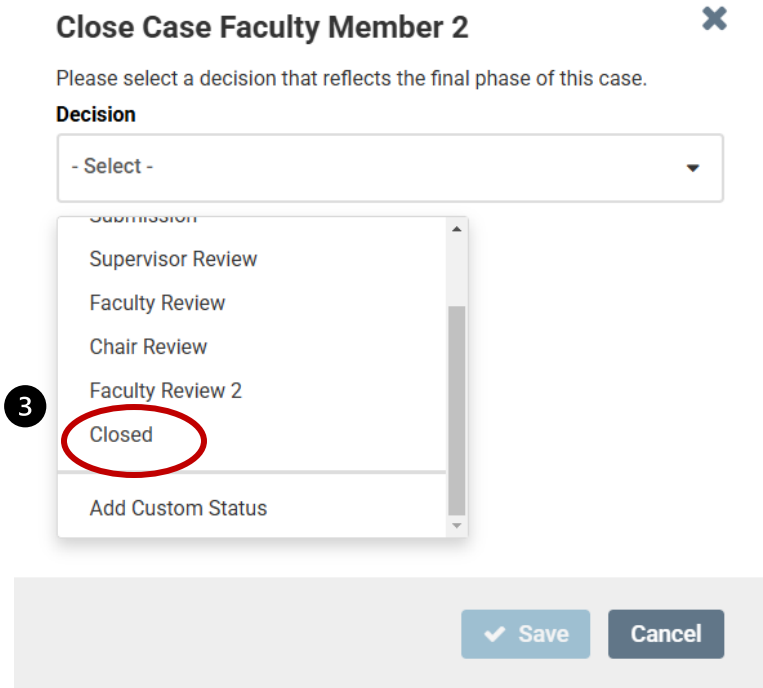 Close Case Faculty Member 2
Please select a decision that reflects the final phase of this case.
Decision
- Select -
Submission
Supervisor Review
Faculty Review
Chair Review
Faculty Review 2
3
Closed
Add Custom Status
Save
Cancel